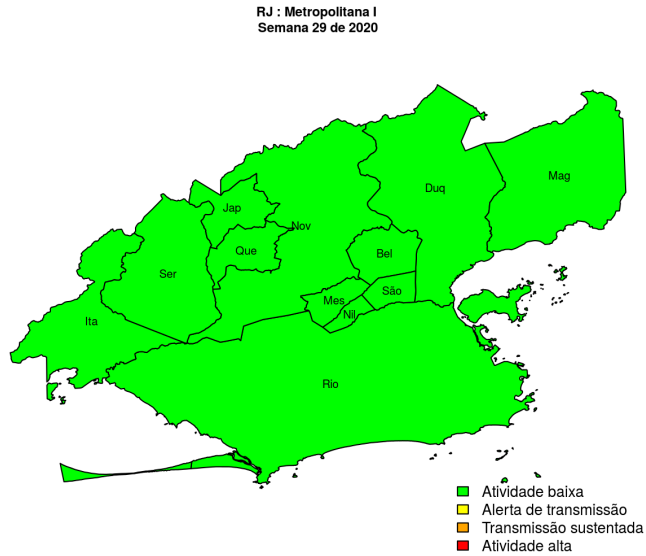 RJ : Metropolitana I
Semana 29 de 2020
Mag
Duq
Jap
Nov
Que
Bel
Ser
São
Mes
Nil
Ita
Rio
Atividade baixa
Alerta de transmissão
Transmissão sustentada
Atividade alta